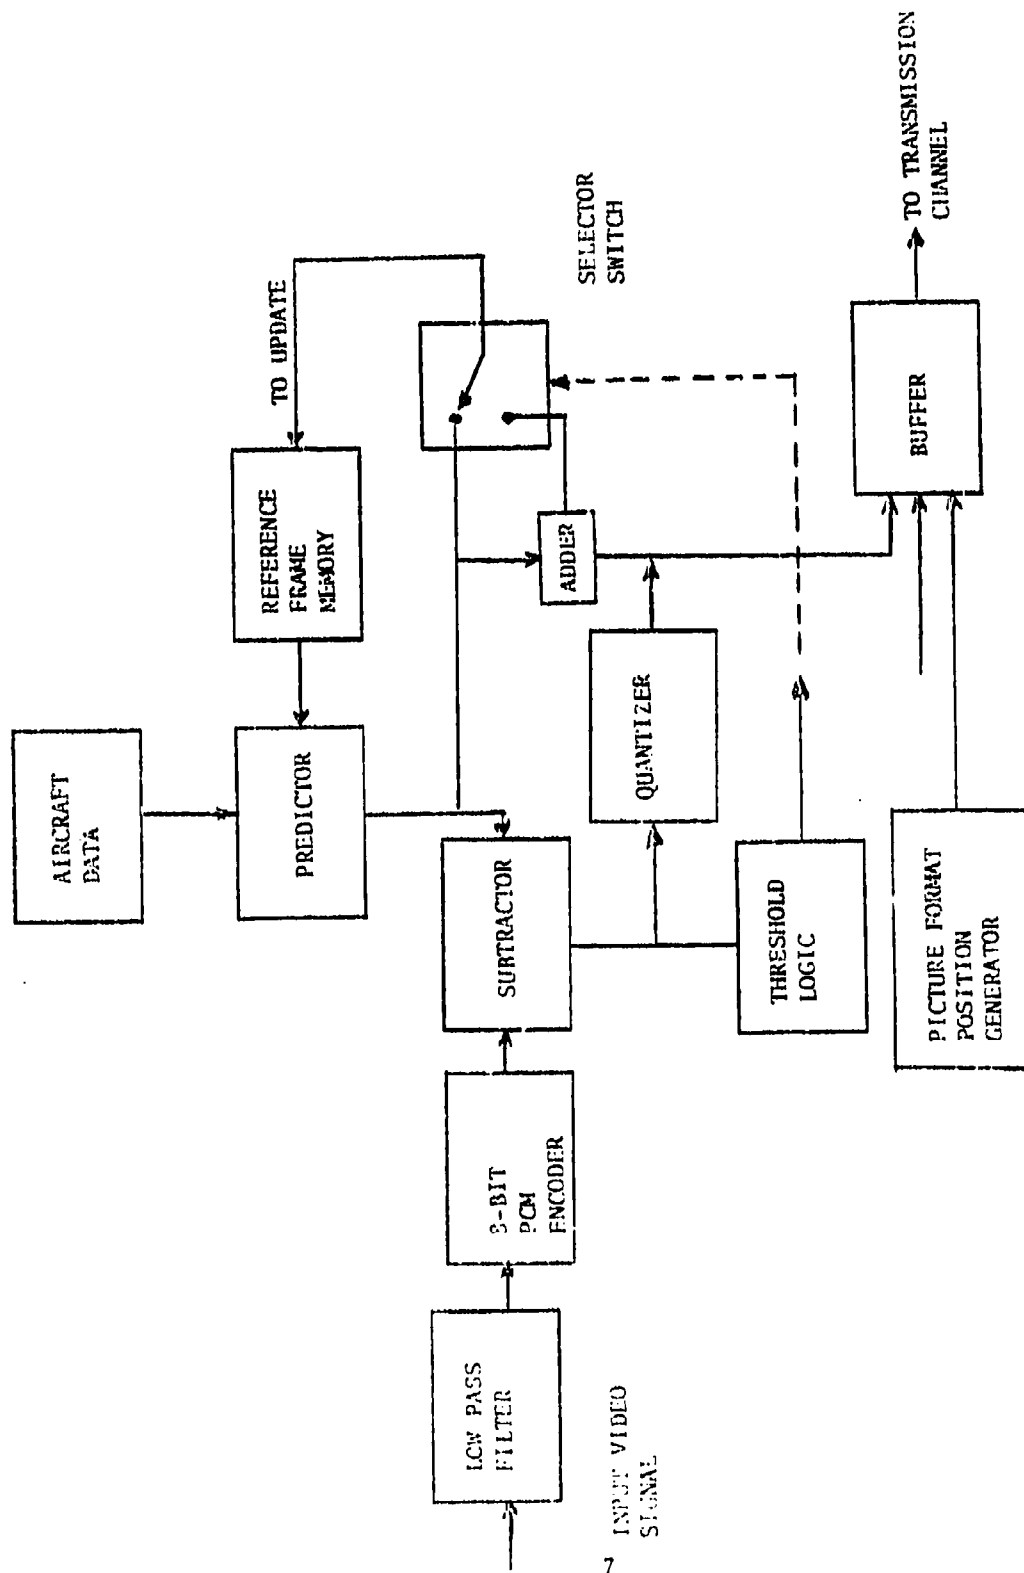 AIRCRAFT
DATA
TO UPDATE
REFERENCE
FRAME
MEMORY
PREDICTOR
SELECTOR
SWITCH
ADDER
SUBTRACTOR
QUANTIZER
8-BIT
PCM
ENCODER
LOW PASS
FILTER
INPUT VIDEO
SIGNAL
THRESHOLD
LOGIC
BUFFER
TO TRANSMISSION
CHANNEL
PICTURE FORMAT
POSITION
GENERATOR
7